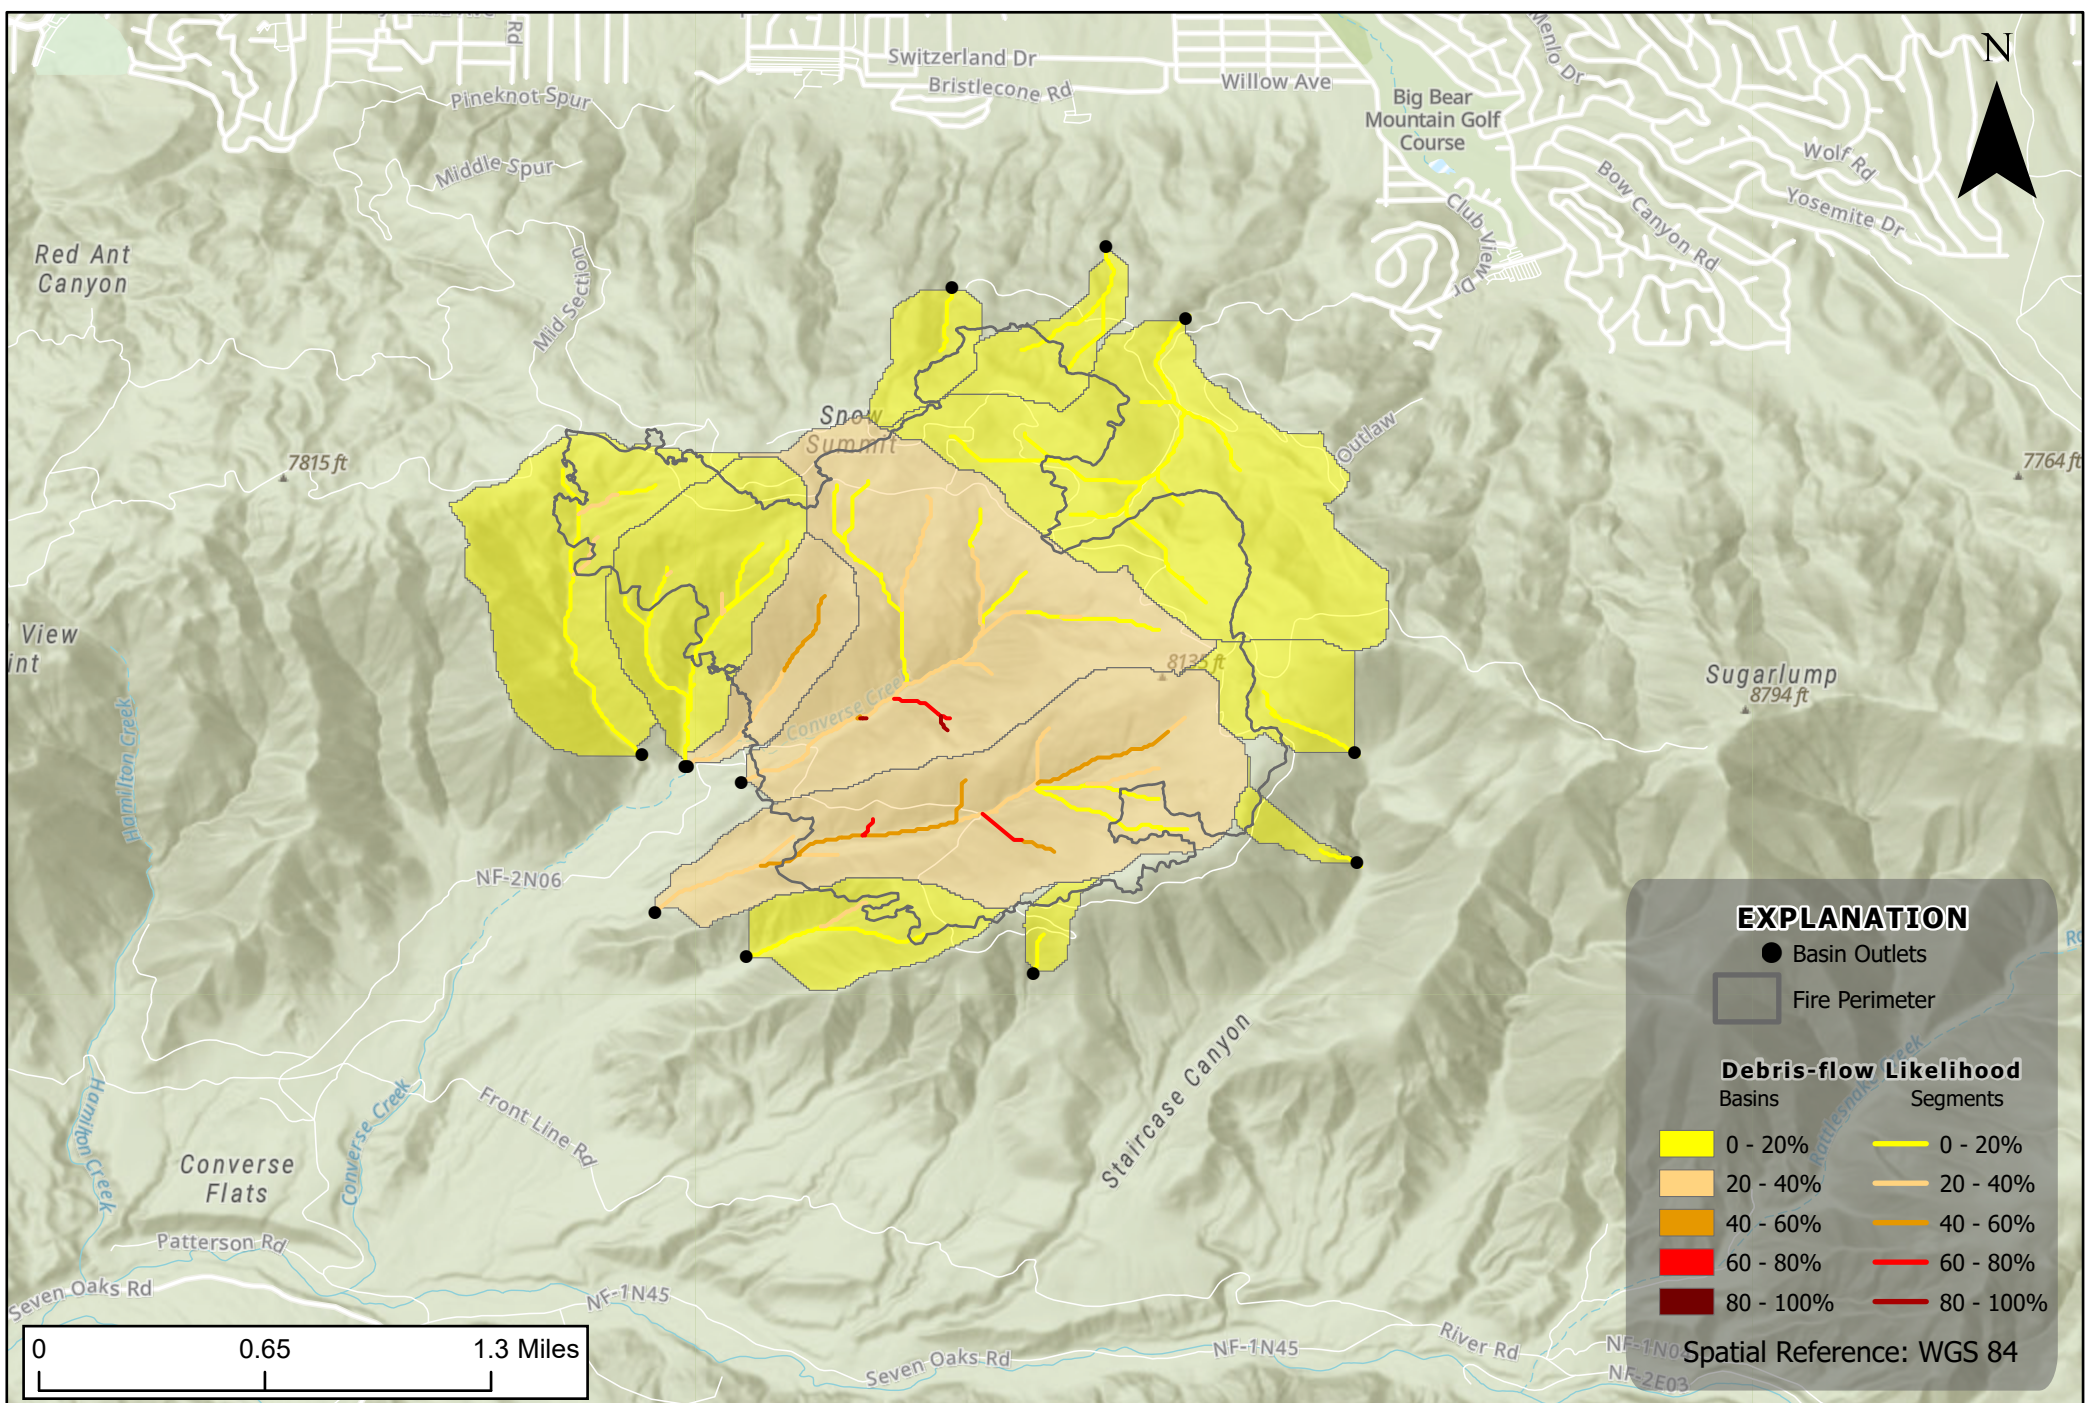 Rd
Switzerland Dr
Bristlecone Rd
Willow Ave
Menlo Dr
N
Pineknot Spur
Big Bear
Mountain Golf
Course
Middle Spur
Wolf Rd
Bow Canyon Rd
Yosemite Dr
Club View Dr
Red Ant
Canyon
Mid Section
Snow
Summit
Outlaw
7815 ft
7764 ft
View
int
8135 ft
Sugarlump
8794 ft
Hamilton Creek
Converse Creek
NF-2N06
Staircase Canyon
Hamilton Creek
Converse Creek
Front Line Rd
Converse
Flats
Patterson Rd
Seven Oaks Rd
NF-1N45
Seven Oaks Rd
NF-1N45
River Rd
NF-1N04
NF-2E03
Rattlesnake Creek
EXPLANATION
Basin Outlets
Fire Perimeter
Debris-flow Likelihood
Basins Segments
0 - 20% 0 - 20%
20 - 40% 20 - 40%
40 - 60% 40 - 60%
60 - 80% 60 - 80%
80 - 100% 80 - 100%
Spatial Reference: WGS 84
0 0.65 1.3 Miles